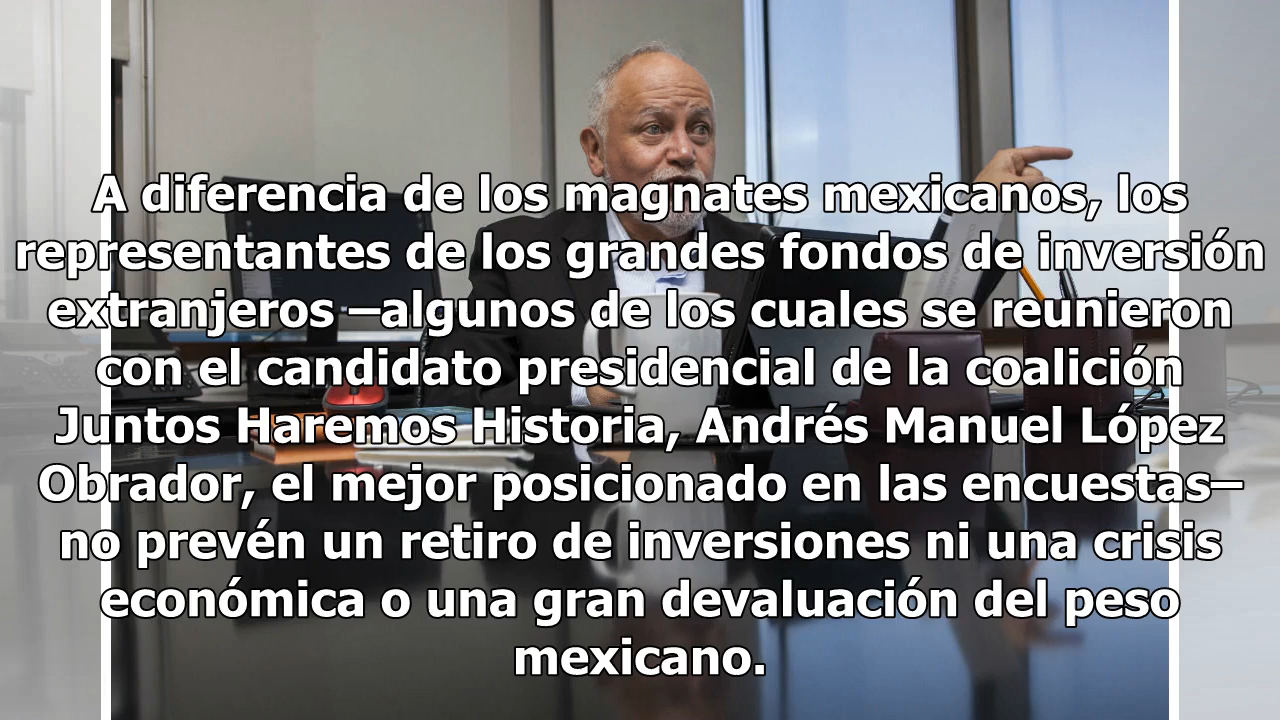 A diferencia de los magnates mexicanos, los
representantes de los grandes fondos de inversión
extranjeros —algunos de los cuales se reunieron
con el candidato presidencial de la coalición
Juntos Haremos Historia, Andrés Manuel López
Obrador, el mejor posicionado en las encuestas—
no prevén un retiro de inversiones ni una crisis
económica o una gran devaluación del peso
mexicano.